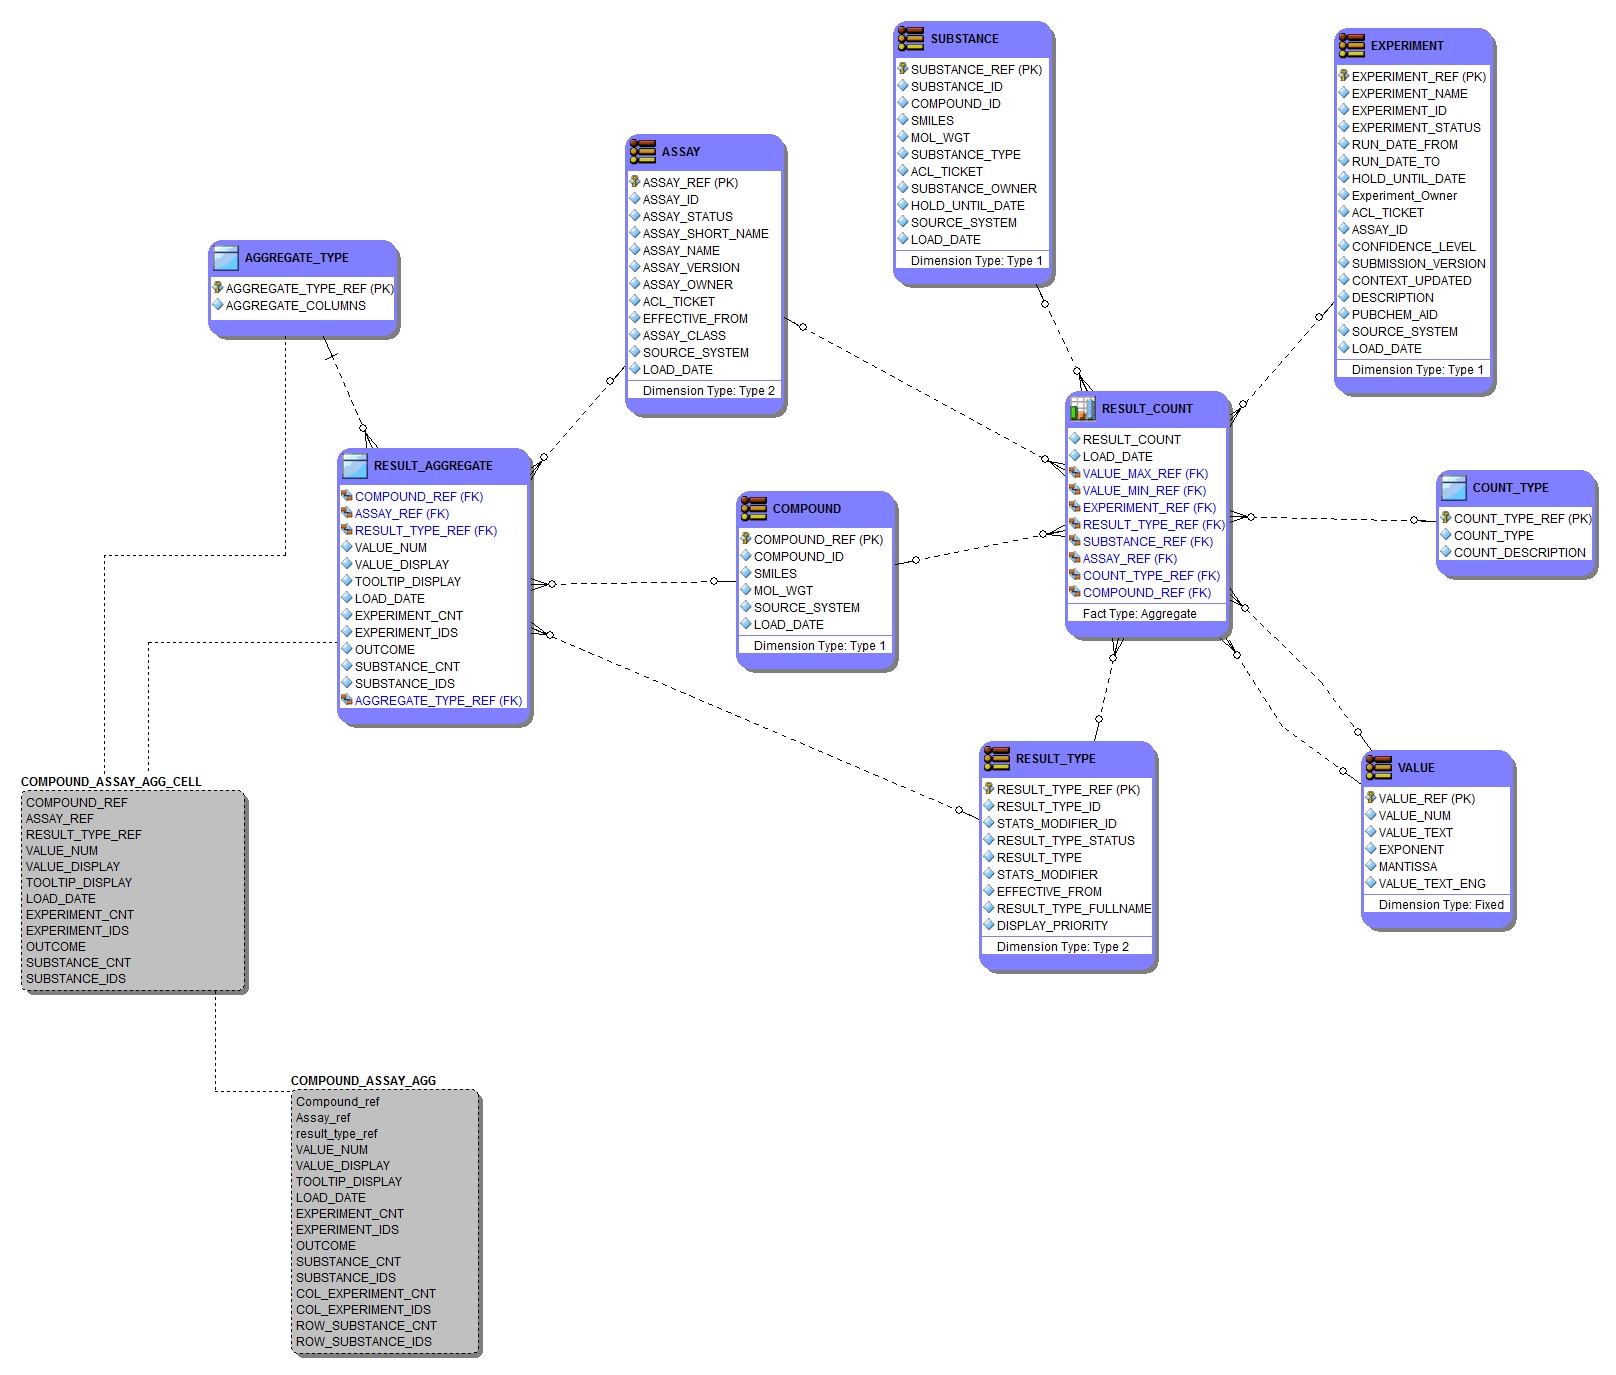 SUBSTANCE
SUBSTANCE_REF (PK)
SUBSTANCE_ID
COMPOUND_ID
SMILES
MOL_WGT
SUBSTANCE_TYPE
ACL_TICKET
SUBSTANCE_OWNER
HOLD_UNTIL_DATE
SOURCE_SYSTEM
LOAD_DATE
Dimension Type: Type 1
EXPERIMENT
EXPERIMENT_REF (PK)
EXPERIMENT_NAME
EXPERIMENT_ID
EXPERIMENT_STATUS
RUN_DATE_FROM
RUN_DATE_TO
HOLD_UNTIL_DATE
Experiment_Owner
ACL_TICKET
ASSAY_ID
CONFIDENCE_LEVEL
SUBMISSION_VERSION
CONTEXT_UPDATED
DESCRIPTION
PUBCHEM_AID
SOURCE_SYSTEM
LOAD_DATE
Dimension Type: Type 1
ASSAY
ASSAY_REF (PK)
ASSAY_ID
ASSAY_STATUS
ASSAY_SHORT_NAME
ASSAY_NAME
ASSAY_VERSION
ASSAY_OWNER
ACL_TICKET
EFFECTIVE_FROM
ASSAY_CLASS
SOURCE_SYSTEM
LOAD_DATE
Dimension Type: Type 2
AGGREGATE_TYPE
AGGREGATE_TYPE_REF (PK)
AGGREGATE_COLUMNS
RESULT_COUNT
RESULT_COUNT
LOAD_DATE
VALUE_MAX_REF (FK)
VALUE_MIN_REF (FK)
EXPERIMENT_REF (FK)
RESULT_TYPE_REF (FK)
SUBSTANCE_REF (FK)
ASSAY_REF (FK)
COUNT_TYPE_REF (FK)
COMPOUND_REF (FK)
Fact Type: Aggregate
RESULT_AGGREGATE
COMPOUND_REF (FK)
ASSAY_REF (FK)
RESULT_TYPE_REF (FK)
VALUE_NUM
VALUE_DISPLAY
TOOLTIP_DISPLAY
LOAD_DATE
EXPERIMENT_CNT
EXPERIMENT_IDS
OUTCOME
SUBSTANCE_CNT
SUBSTANCE_IDS
AGGREGATE_TYPE_REF (FK)
COUNT_TYPE
COUNT_TYPE_REF (PK)
COUNT_TYPE
COUNT_DESCRIPTION
COMPOUND
COMPOUND_REF (PK)
COMPOUND_ID
SMILES
MOL_WGT
SOURCE_SYSTEM
LOAD_DATE
Dimension Type: Type 1
RESULT_TYPE
RESULT_TYPE_REF (PK)
RESULT_TYPE_ID
STATS_MODIFIER_ID
RESULT_TYPE_STATUS
RESULT_TYPE
STATS_MODIFIER
EFFECTIVE_FROM
RESULT_TYPE_FULLNAME
DISPLAY_PRIORITY
Dimension Type: Type 2
VALUE
VALUE_REF (PK)
VALUE_NUM
VALUE_TEXT
EXPONENT
MANTISSA
VALUE_TEXT_ENG
Dimension Type: Fixed
COMPOUND_ASSAY_AGG_CELL
COMPOUND_REF
ASSAY_REF
RESULT_TYPE_REF
VALUE_NUM
VALUE_DISPLAY
TOOLTIP_DISPLAY
LOAD_DATE
EXPERIMENT_CNT
EXPERIMENT_IDS
OUTCOME
SUBSTANCE_CNT
SUBSTANCE_IDS
COMPOUND_ASSAY_AGG
Compound_ref
Assay_ref
result_type_ref
VALUE_NUM
VALUE_DISPLAY
TOOLTIP_DISPLAY
LOAD_DATE
EXPERIMENT_CNT
EXPERIMENT_IDS
OUTCOME
SUBSTANCE_CNT
SUBSTANCE_IDS
COL_EXPERIMENT_CNT
COL_EXPERIMENT_IDS
ROW_SUBSTANCE_CNT
ROW_SUBSTANCE_IDS